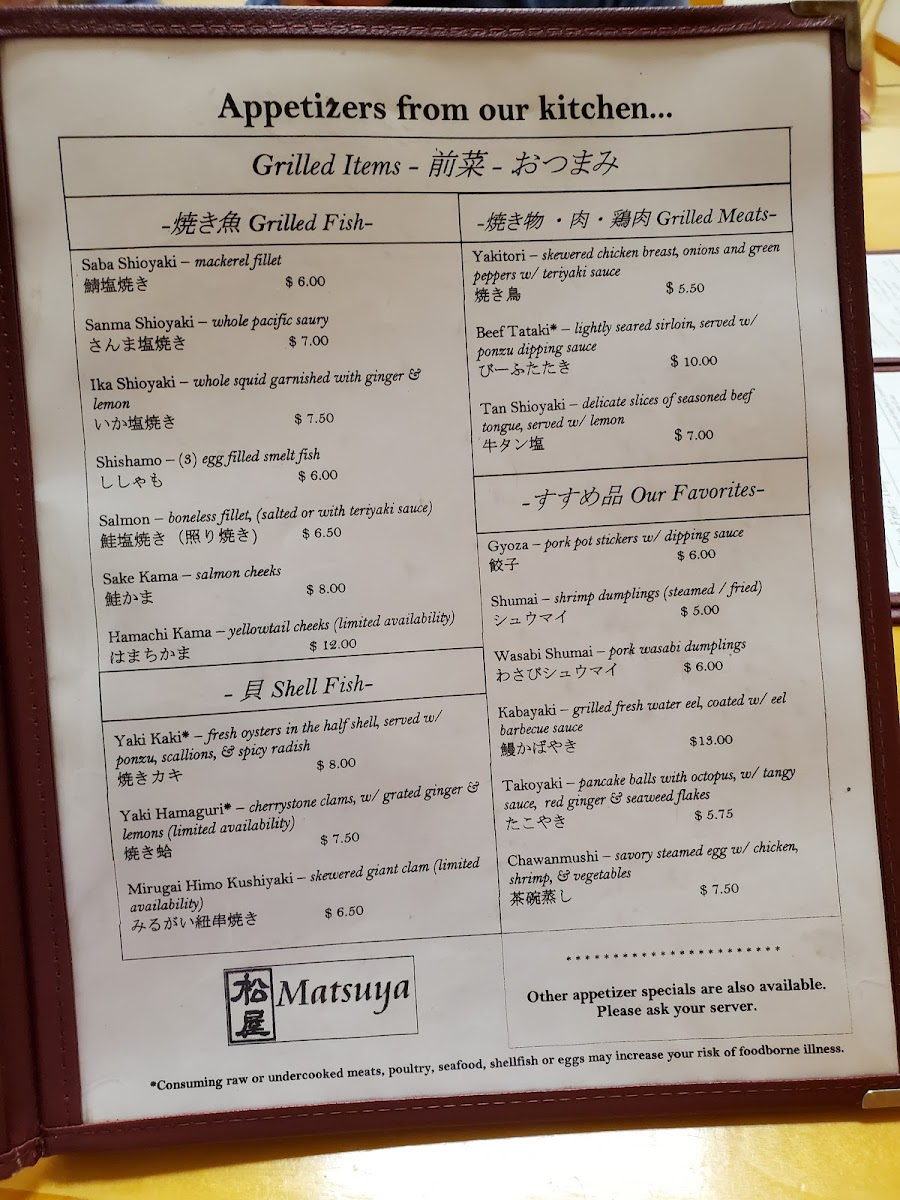 Appetizers from our kitchen...
Grilled Items - 前菜 - おつまみ
-焼き魚 Grilled Fish-
Saba Shioyaki – mackerel fillet
鯖塩焼き $ 6.00
Sanma Shioyaki – whole pacific saury
さんま塩焼き $ 7.00
Ika Shioyaki – whole squid garnished with ginger &
lemon
いか塩焼き $ 7.50
Shishamo – (3) egg filled smelt fish
ししゃも $ 6.00
Salmon – boneless fillet, (salted or with teriyaki sauce)
鮭塩焼き（照り焼き） $ 6.50
Sake Kama – salmon cheeks
鮭かま $ 8.00
Hamachi Kama – yellowtail cheeks (limited availability)
はまちかま $ 12.00
- 貝 Shell Fish-
Yaki Kaki* – fresh oysters in the half shell, served w/
ponzu, scallions, & spicy radish
焼きカキ $ 8.00
Yaki Hamaguri* – cherrystone clams, w/ grated ginger &
lemons (limited availability)
焼き蛤 $ 7.50
Mirugai Himo Kushiyaki – skewered giant clam (limited
availability)
みるがい紐串焼き $ 6.50
-焼き物 ・肉・鶏肉 Grilled Meats-
Yakitori – skewered chicken breast, onions and green
peppers w/ teriyaki sauce
焼き鳥 $ 5.50
Beef Tataki* – lightly seared sirloin, served w/
ponzu dipping sauce
びーふたたき $ 10.00
Tan Shioyaki – delicate slices of seasoned beef
tongue, served w/ lemon
牛タン塩 $ 7.00
-すすめ品 Our Favorites-
Gyoza – pork pot stickers w/ dipping sauce
餃子 $ 6.00
Shumai – shrimp dumplings (steamed / fried)
シュウマイ $ 5.00
Wasabi Shumai – pork wasabi dumplings
わさびシュウマイ $ 6.00
Kabayaki – grilled fresh water eel, coated w/ eel
barbecue sauce
鰻かばやき $13.00
Takoyaki – pancake balls with octopus, w/ tangy
sauce, red ginger & seaweed flakes
たこやき $ 5.75
Chawanmushi – savory steamed egg w/ chicken,
shrimp, & vegetables
茶碗蒸し $ 7.50
松屋 Matsuya
***********************
Other appetizer specials are also available.
Please ask your server.
*Consuming raw or undercooked meats, poultry, seafood, shellfish or eggs may increase your risk of foodborne illness.